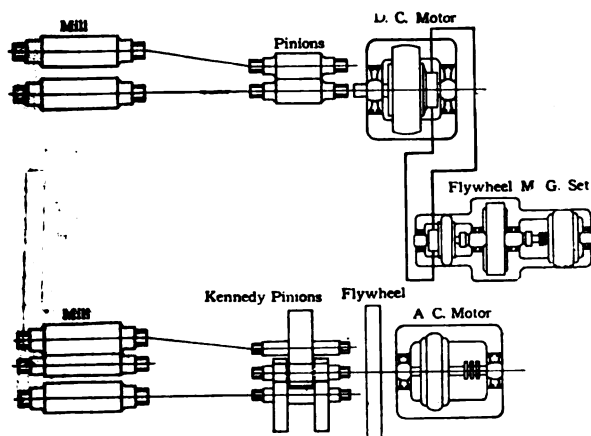 Mill
D. C. Motor
Pinions
Flywheel M G. Set
Mill
Kennedy Pinions
Flywheel
A C. Motor